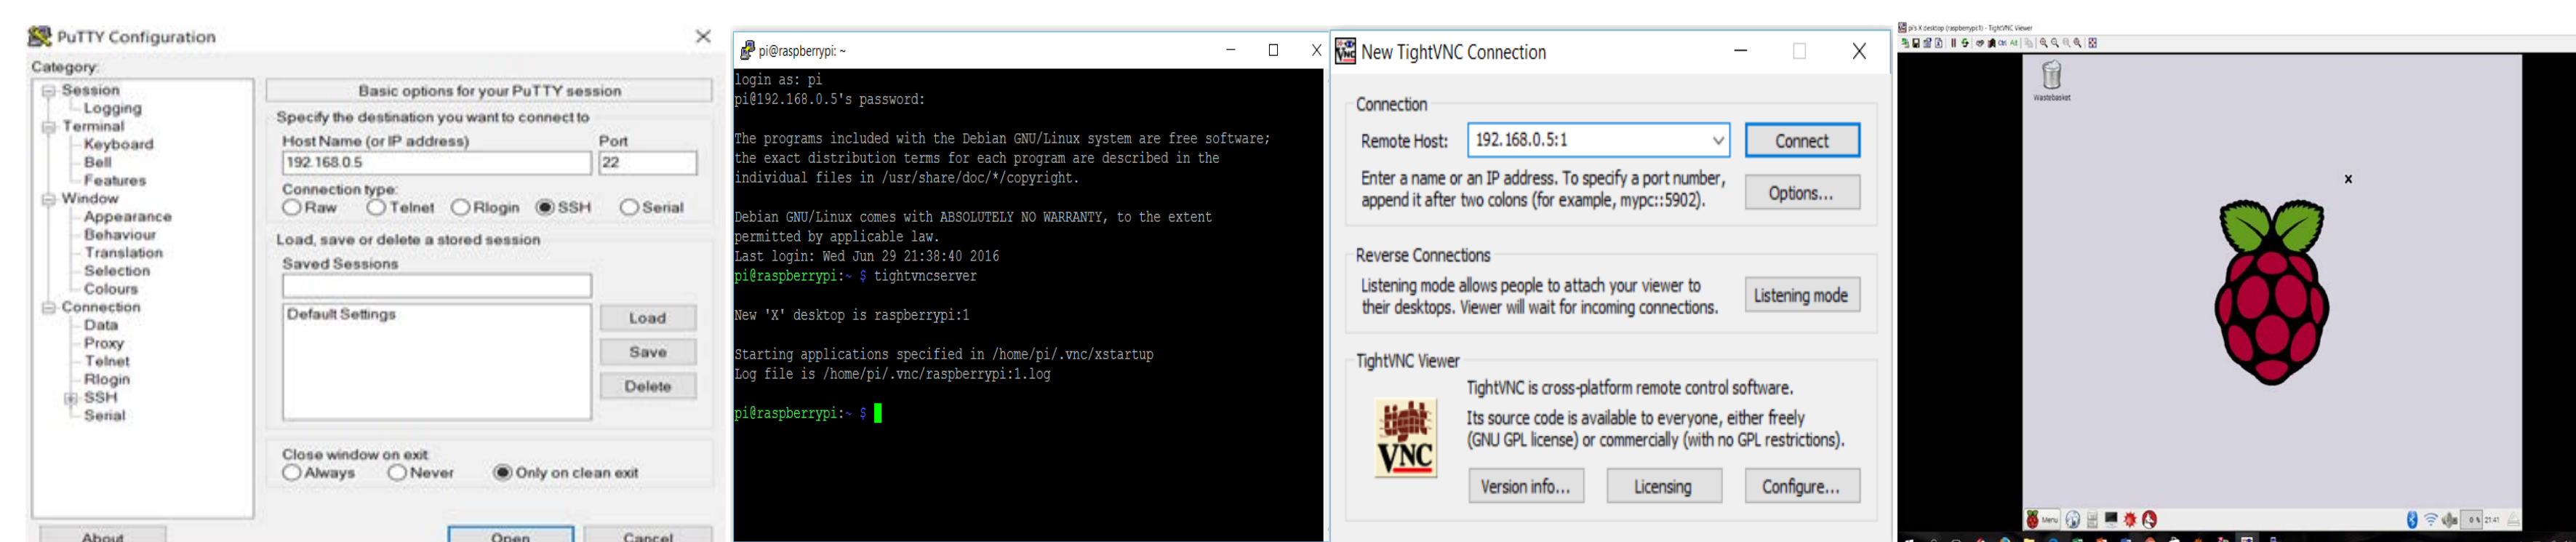 PuTTY Configuration
Category:
Session
Logging
Terminal
Keyboard
Bell
Features
Window
Appearance
Behaviour
Translation
Selection
Colours
Connection
Data
Proxy
Telnet
Rlogin
SSH
Serial
Basic options for your PuTTY session
Specify the destination you want to connect to
Host Name (or IP address) Port
192.168.0.5 22
Connection type:
Raw Telnet Rlogin SSH Serial
Load, save or delete a stored session
Saved Sessions
Default Settings
Load
Save
Delete
Close window on exit:
Always Never Only on clean exit
About Open Cancel
pi@raspberrypi: ~
login as: pi
pi@192.168.0.5's password:
The programs included with the Debian GNU/Linux system are free software;
the exact distribution terms for each program are described in the
individual files in /usr/share/doc/*/copyright.
Debian GNU/Linux comes with ABSOLUTELY NO WARRANTY, to the extent
permitted by applicable law.
Last login: Wed Jun 29 21:38:40 2016
pi@raspberrypi:~ $ tightvncserver
New 'X' desktop is raspberrypi:1
Starting applications specified in /home/pi/.vnc/xstartup
Log file is /home/pi/.vnc/raspberrypi:1.log
pi@raspberrypi:~ $
New TightVNC Connection
Connection
Remote Host: 192.168.0.5:1 Connect
Enter a name or an IP address. To specify a port number,
append it after two colons (for example, mypc::5902).
Options...
Reverse Connections
Listening mode allows people to attach your viewer to
their desktops. Viewer will wait for incoming connections.
Listening mode
TightVNC Viewer
TightVNC is cross-platform remote control software.
Its source code is available to everyone, either freely
(GNU GPL license) or commercially (with no GPL restrictions).
tight
VNC
Version info... Licensing Configure...
pi's X desktop (raspberrypi:1) - TightVNC Viewer
Ctrl Alt
Wastebasket
Menu
0 % 21:41